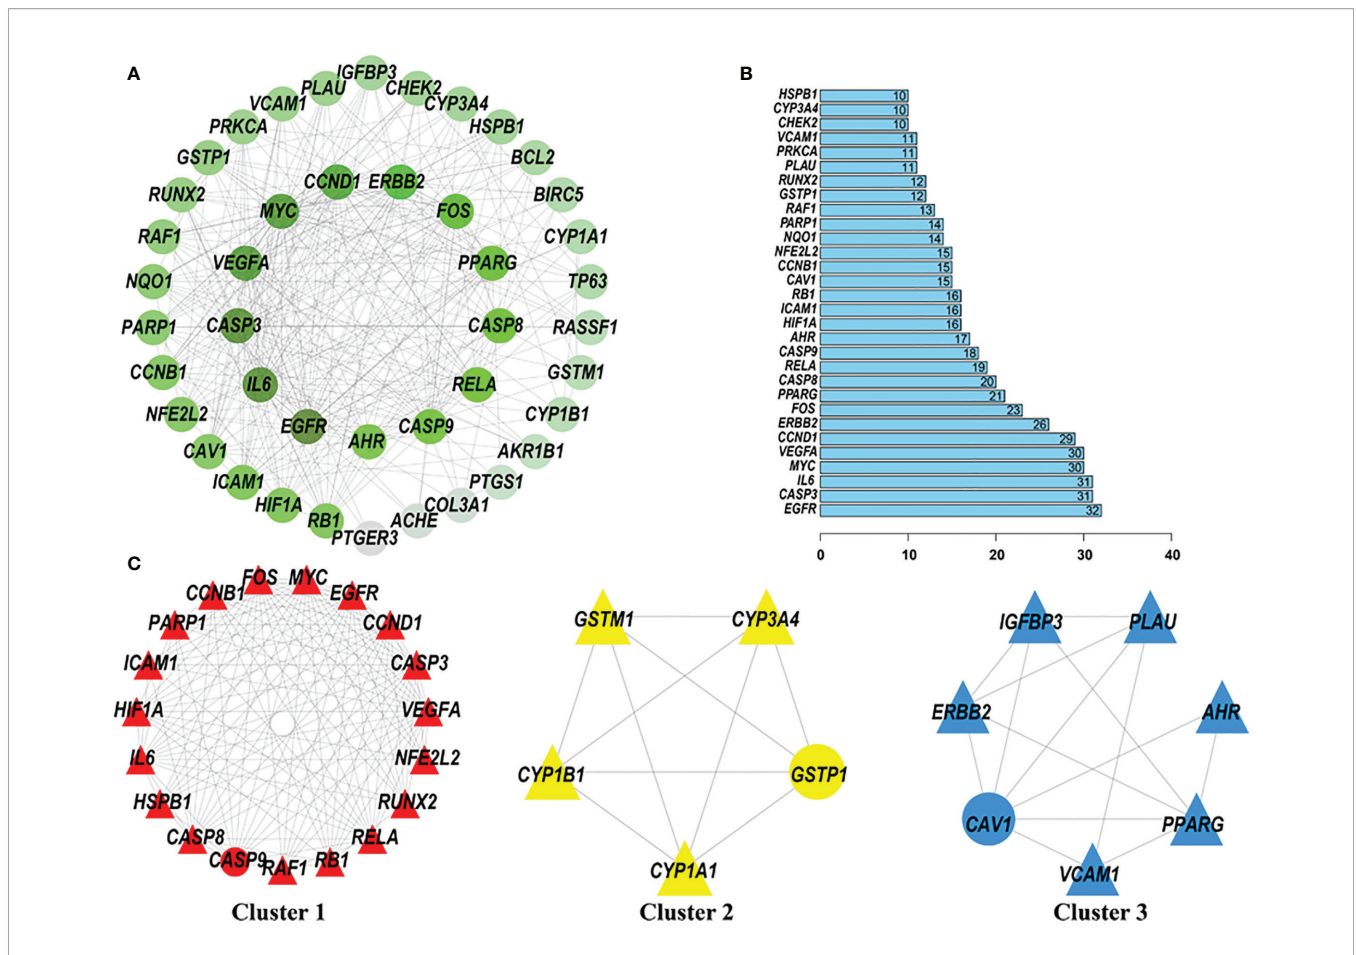 A
IGFBP3
PLAU
CHEK2
VCAM1
CYP3A4
PRKCA
HSPB1
GSTP1
BCL2
RUNX2
BIRC5
RAF1
CYP1A1
NQO1
TP63
PARP1
RASSF1
CCNB1
GSTM1
NFE2L2
CYP1B1
CAV1
AKR1B1
ICAM1
PTGS1
HIF1A
COL3A1
RB1
ACHE
PTGER3
CCND1
ERBB2
MYC
FOS
VEGFA
PPARG
CASP3
CASP8
IL6
RELA
EGFR
CASP9
AHR
B
HSPB1 10
CYP3A4 10
CHEK2 10
VCAM1 11
PRKCA 11
PLAU 11
RUNX2 12
GSTP1 12
RAF1 13
PARP1 14
NQO1 14
NFE2L2 15
CCNB1 15
CAV1 15
RB1 16
ICAM1 16
HIF1A 16
AHR 17
CASP9 18
RELA 19
CASP8 20
PPARG 21
FOS 23
ERBB2 26
CCND1 29
VEGFA 30
MYC 30
IL6 31
CASP3 31
EGFR 32
0 10 20 30 40
C
FOS
MYC
CCNB1
EGFR
PARP1
CCND1
ICAM1
CASP3
HIF1A
VEGFA
IL6
NFE2L2
HSPB1
RUNX2
CASP8
RELA
CASP9
RAF1
RB1
Cluster 1
GSTM1
CYP3A4
CYP1B1
GSTP1
CYP1A1
Cluster 2
IGFBP3
PLAU
ERBB2
AHR
CAV1
PPARG
VCAM1
Cluster 3